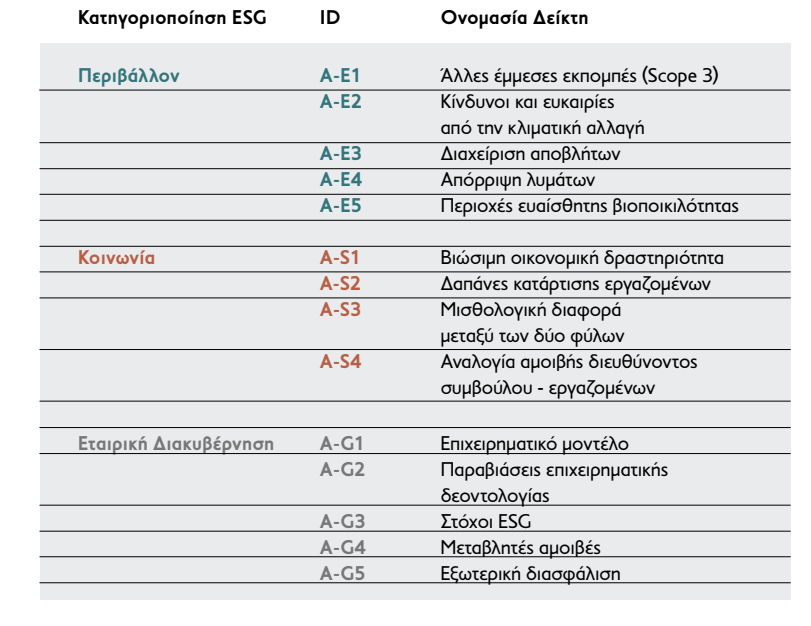 Κατηγοριοποίηση ESG ID Ονομασία Δείκτη
Περιβάλλον A-E1 Άλλες έμμεσες εκπομπές (Scope 3)
A-E2 Κίνδυνοι και ευκαιρίες
από την κλιματική αλλαγή
A-E3 Διαχείριση αποβλήτων
A-E4 Απόρριψη λυμάτων
A-E5 Περιοχές ευαίσθητης βιοποικιλότητας
Κοινωνία A-S1 Βιώσιμη οικονομική δραστηριότητα
A-S2 Δαπάνες κατάρτισης εργαζομένων
A-S3 Μισθολογική διαφορά
μεταξύ των δύο φύλων
A-S4 Αναλογία αμοιβής διευθύνοντος
συμβούλου - εργαζομένων
Εταιρική Διακυβέρνηση A-G1 Επιχειρηματικό μοντέλο
A-G2 Παραβιάσεις επιχειρηματικής
δεοντολογίας
A-G3 Στόχοι ESG
A-G4 Μεταβλητές αμοιβές
A-G5 Εξωτερική διασφάλιση